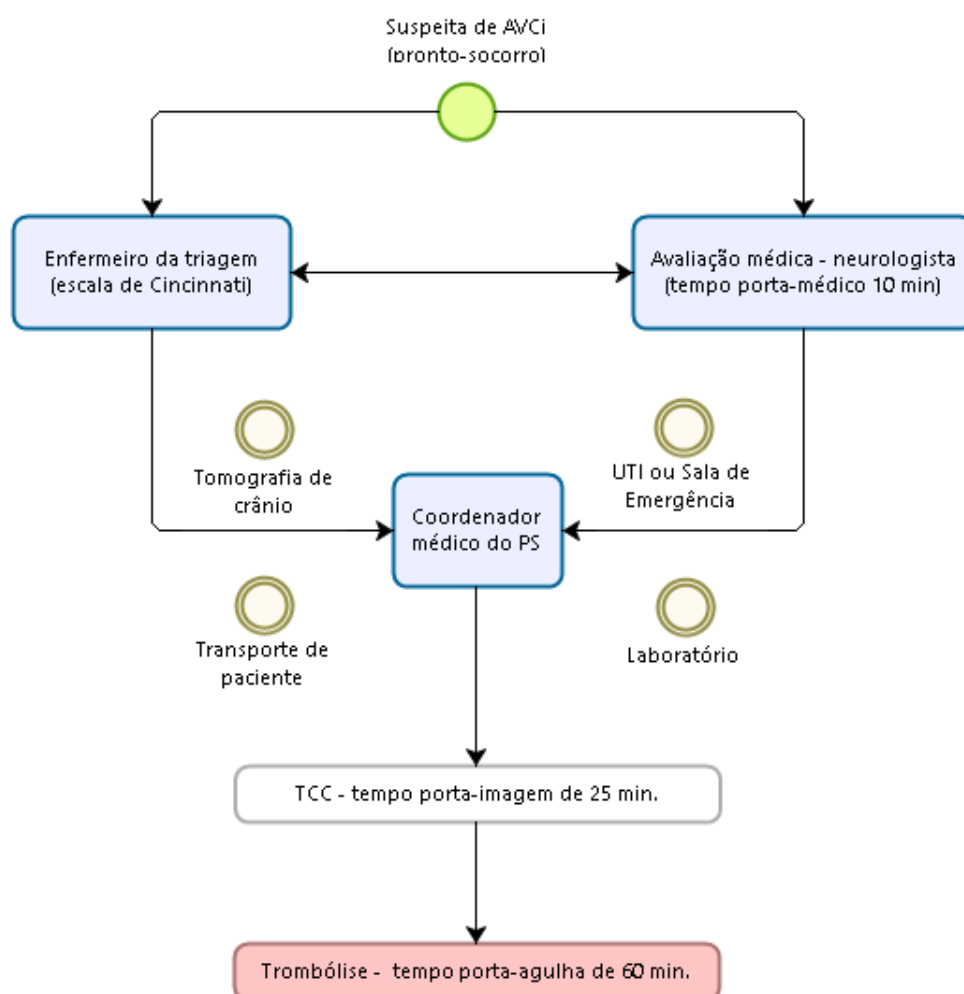 Suspeita de AVCi
(pronto-socorro)
Enfermeiro da triagem
(escala de Cincinnati)
Avaliação médica - neurologista
(tempo porta-médico 10 min)
Tomografia de
crânio
UTI ou Sala de
Emergência
Coordenador
médico do PS
Transporte de
paciente
Laboratório
TCC - tempo porta-imagem de 25 min.
Trombólise - tempo porta-agulha de 60 min.